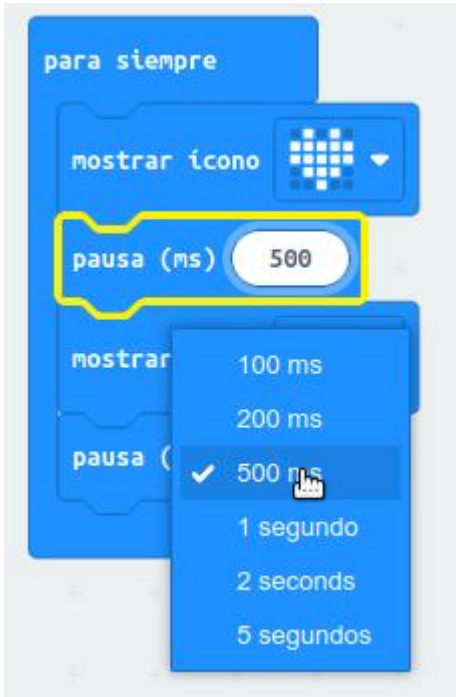 para siempre
mostrar ícono
pausa (ms) 500
mostrar
100 ms
200 ms
pausa (
500 ms
1 segundo
2 seconds
5 segundos